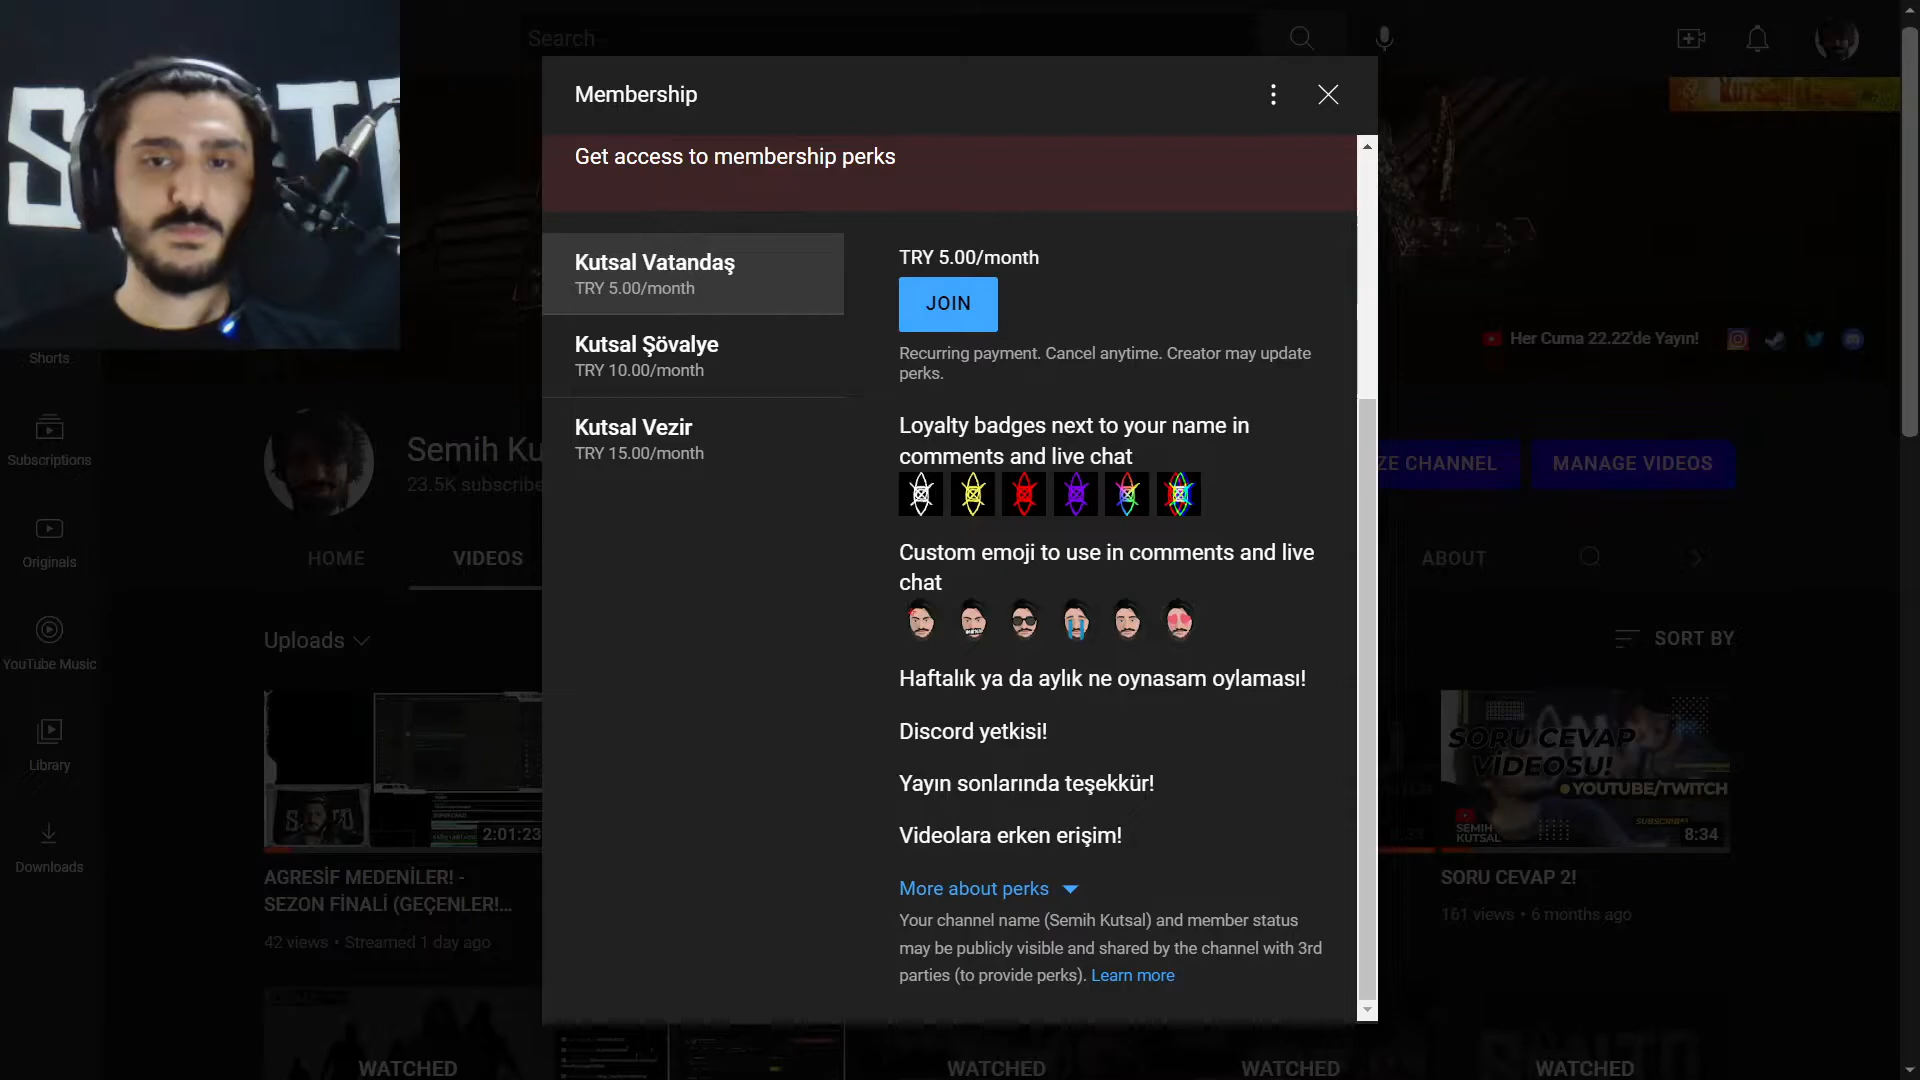 Search
Membership
Get access to membership perks
Kutsal Vatandaş
TRY 5.00/month
Kutsal Şövalye
TRY 10.00/month
Kutsal Vezir
TRY 15.00/month
TRY 5.00/month
JOIN
Recurring payment. Cancel anytime. Creator may update
perks.
Loyalty badges next to your name in
comments and live chat
Custom emoji to use in comments and live
chat
Haftalık ya da aylık ne oynasam oylaması!
Discord yetkisi!
Yayın sonlarında teşekkür!
Videolara erken erişim!
More about perks
Your channel name (Semih Kutsal) and member status
may be publicly visible and shared by the channel with 3rd
parties (to provide perks). Learn more
Her Cuma 22.22'de Yayın!
Shorts
Subscriptions
Originals
YouTube Music
Library
Downloads
Semih Ku
23.5K subscribe
ZE CHANNEL
MANAGE VIDEOS
HOME
VIDEOS
ABOUT
Uploads
SORT BY
2:01:23
AGRESİF MEDENİLER! -
SEZON FİNALİ (GEÇENLER!...
42 views • Streamed 1 day ago
SORU CEVAP
VİDEOSU!
YOUTUBE/TWITCH
SEMİH
KUTSAL
8:34
SORU CEVAP 2!
161 views • 6 months ago
WATCHED
WATCHED
WATCHED
WATCHED